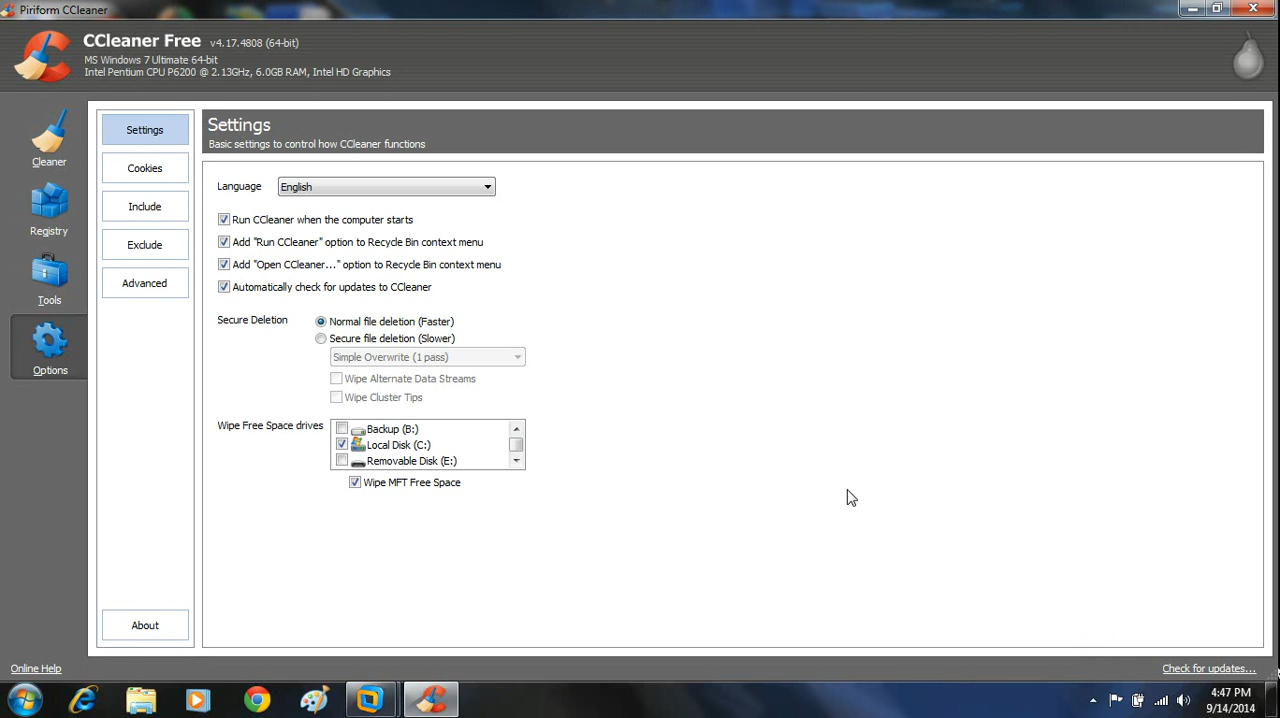 Piriform CCleaner
CCleaner Free v4.17.4808 (64-bit)
MS Windows 7 Ultimate 64-bit
Intel Pentium CPU P6200 @ 2.13GHz, 6.0GB RAM, Intel HD Graphics
Cleaner
Registry
Tools
Options
Settings
Cookies
Include
Exclude
Advanced
About
Settings
Basic settings to control how CCleaner functions
Language English
Run CCleaner when the computer starts
Add "Run CCleaner" option to Recycle Bin context menu
Add "Open CCleaner..." option to Recycle Bin context menu
Automatically check for updates to CCleaner
Secure Deletion Normal file deletion (Faster)
Secure file deletion (Slower)
Simple Overwrite (1 pass)
Wipe Alternate Data Streams
Wipe Cluster Tips
Wipe Free Space drives Backup (B:)
Local Disk (C:)
Removable Disk (E:)
Wipe MFT Free Space
Online Help Check for updates...
4:47 PM
9/14/2014